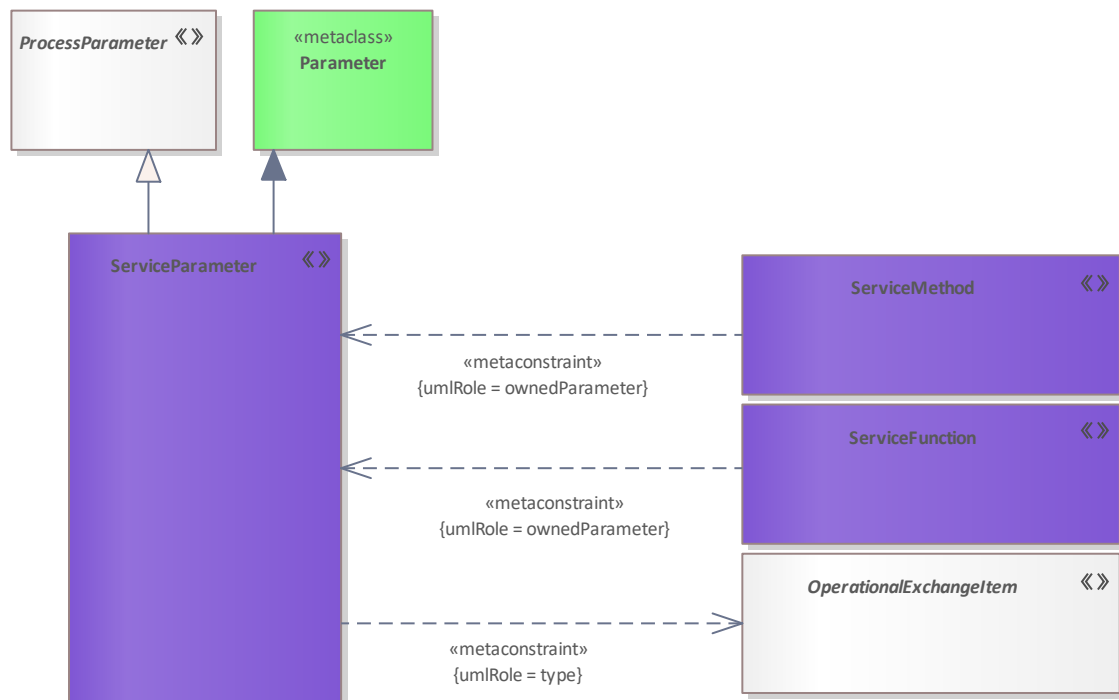 ProcessParameter «»
«metaclass»
Parameter
ServiceParameter «»
ServiceMethod «»
«metaconstraint»
{umlRole = ownedParameter}
ServiceFunction «»
«metaconstraint»
{umlRole = ownedParameter}
OperationalExchangeItem «»
«metaconstraint»
{umlRole = type}